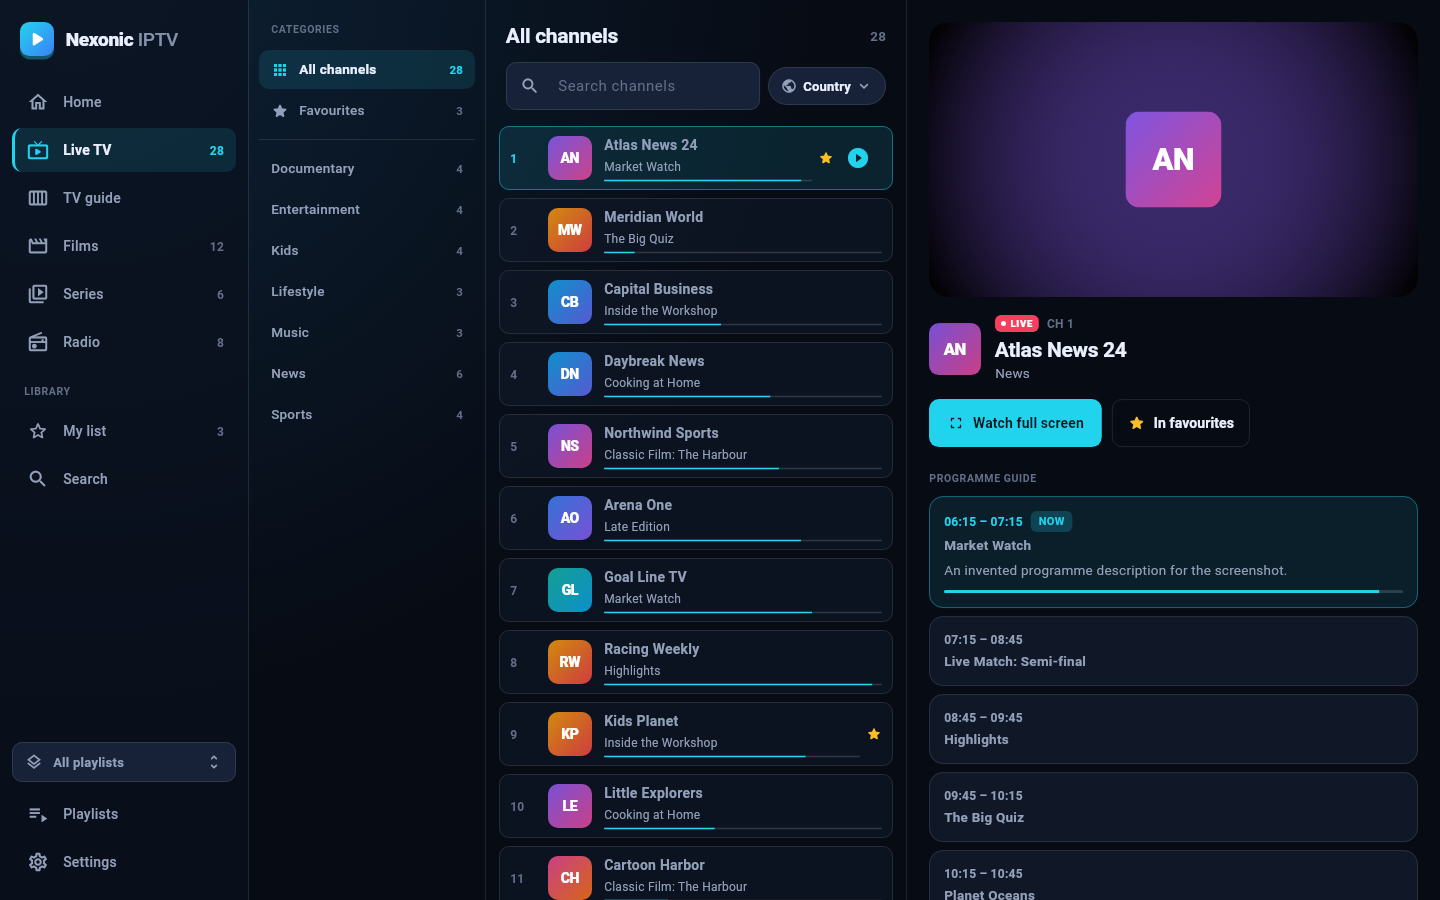 Nexonic IPTV
Home
Live TV 28
TV guide
Films 12
Series 6
Radio 8
LIBRARY
My list 3
Search
All playlists
Playlists
Settings
CATEGORIES
All channels 28
Favourites 3
Documentary 4
Entertainment 4
Kids 4
Lifestyle 3
Music 3
News 6
Sports 4
All channels 28
Search channels
Country
1 AN Atlas News 24
Market Watch
2 MW Meridian World
The Big Quiz
3 CB Capital Business
Inside the Workshop
4 DN Daybreak News
Cooking at Home
5 NS Northwind Sports
Classic Film: The Harbour
6 AO Arena One
Late Edition
7 GL Goal Line TV
Market Watch
8 RW Racing Weekly
Highlights
9 KP Kids Planet
Inside the Workshop
10 LE Little Explorers
Cooking at Home
11 CH Cartoon Harbor
Classic Film: The Harbour
AN
LIVE CH 1
AN Atlas News 24
News
Watch full screen
In favourites
PROGRAMME GUIDE
06:15 – 07:15 NOW
Market Watch
An invented programme description for the screenshot.
07:15 – 08:45
Live Match: Semi-final
08:45 – 09:45
Highlights
09:45 – 10:15
The Big Quiz
10:15 – 10:45
Planet Oceans